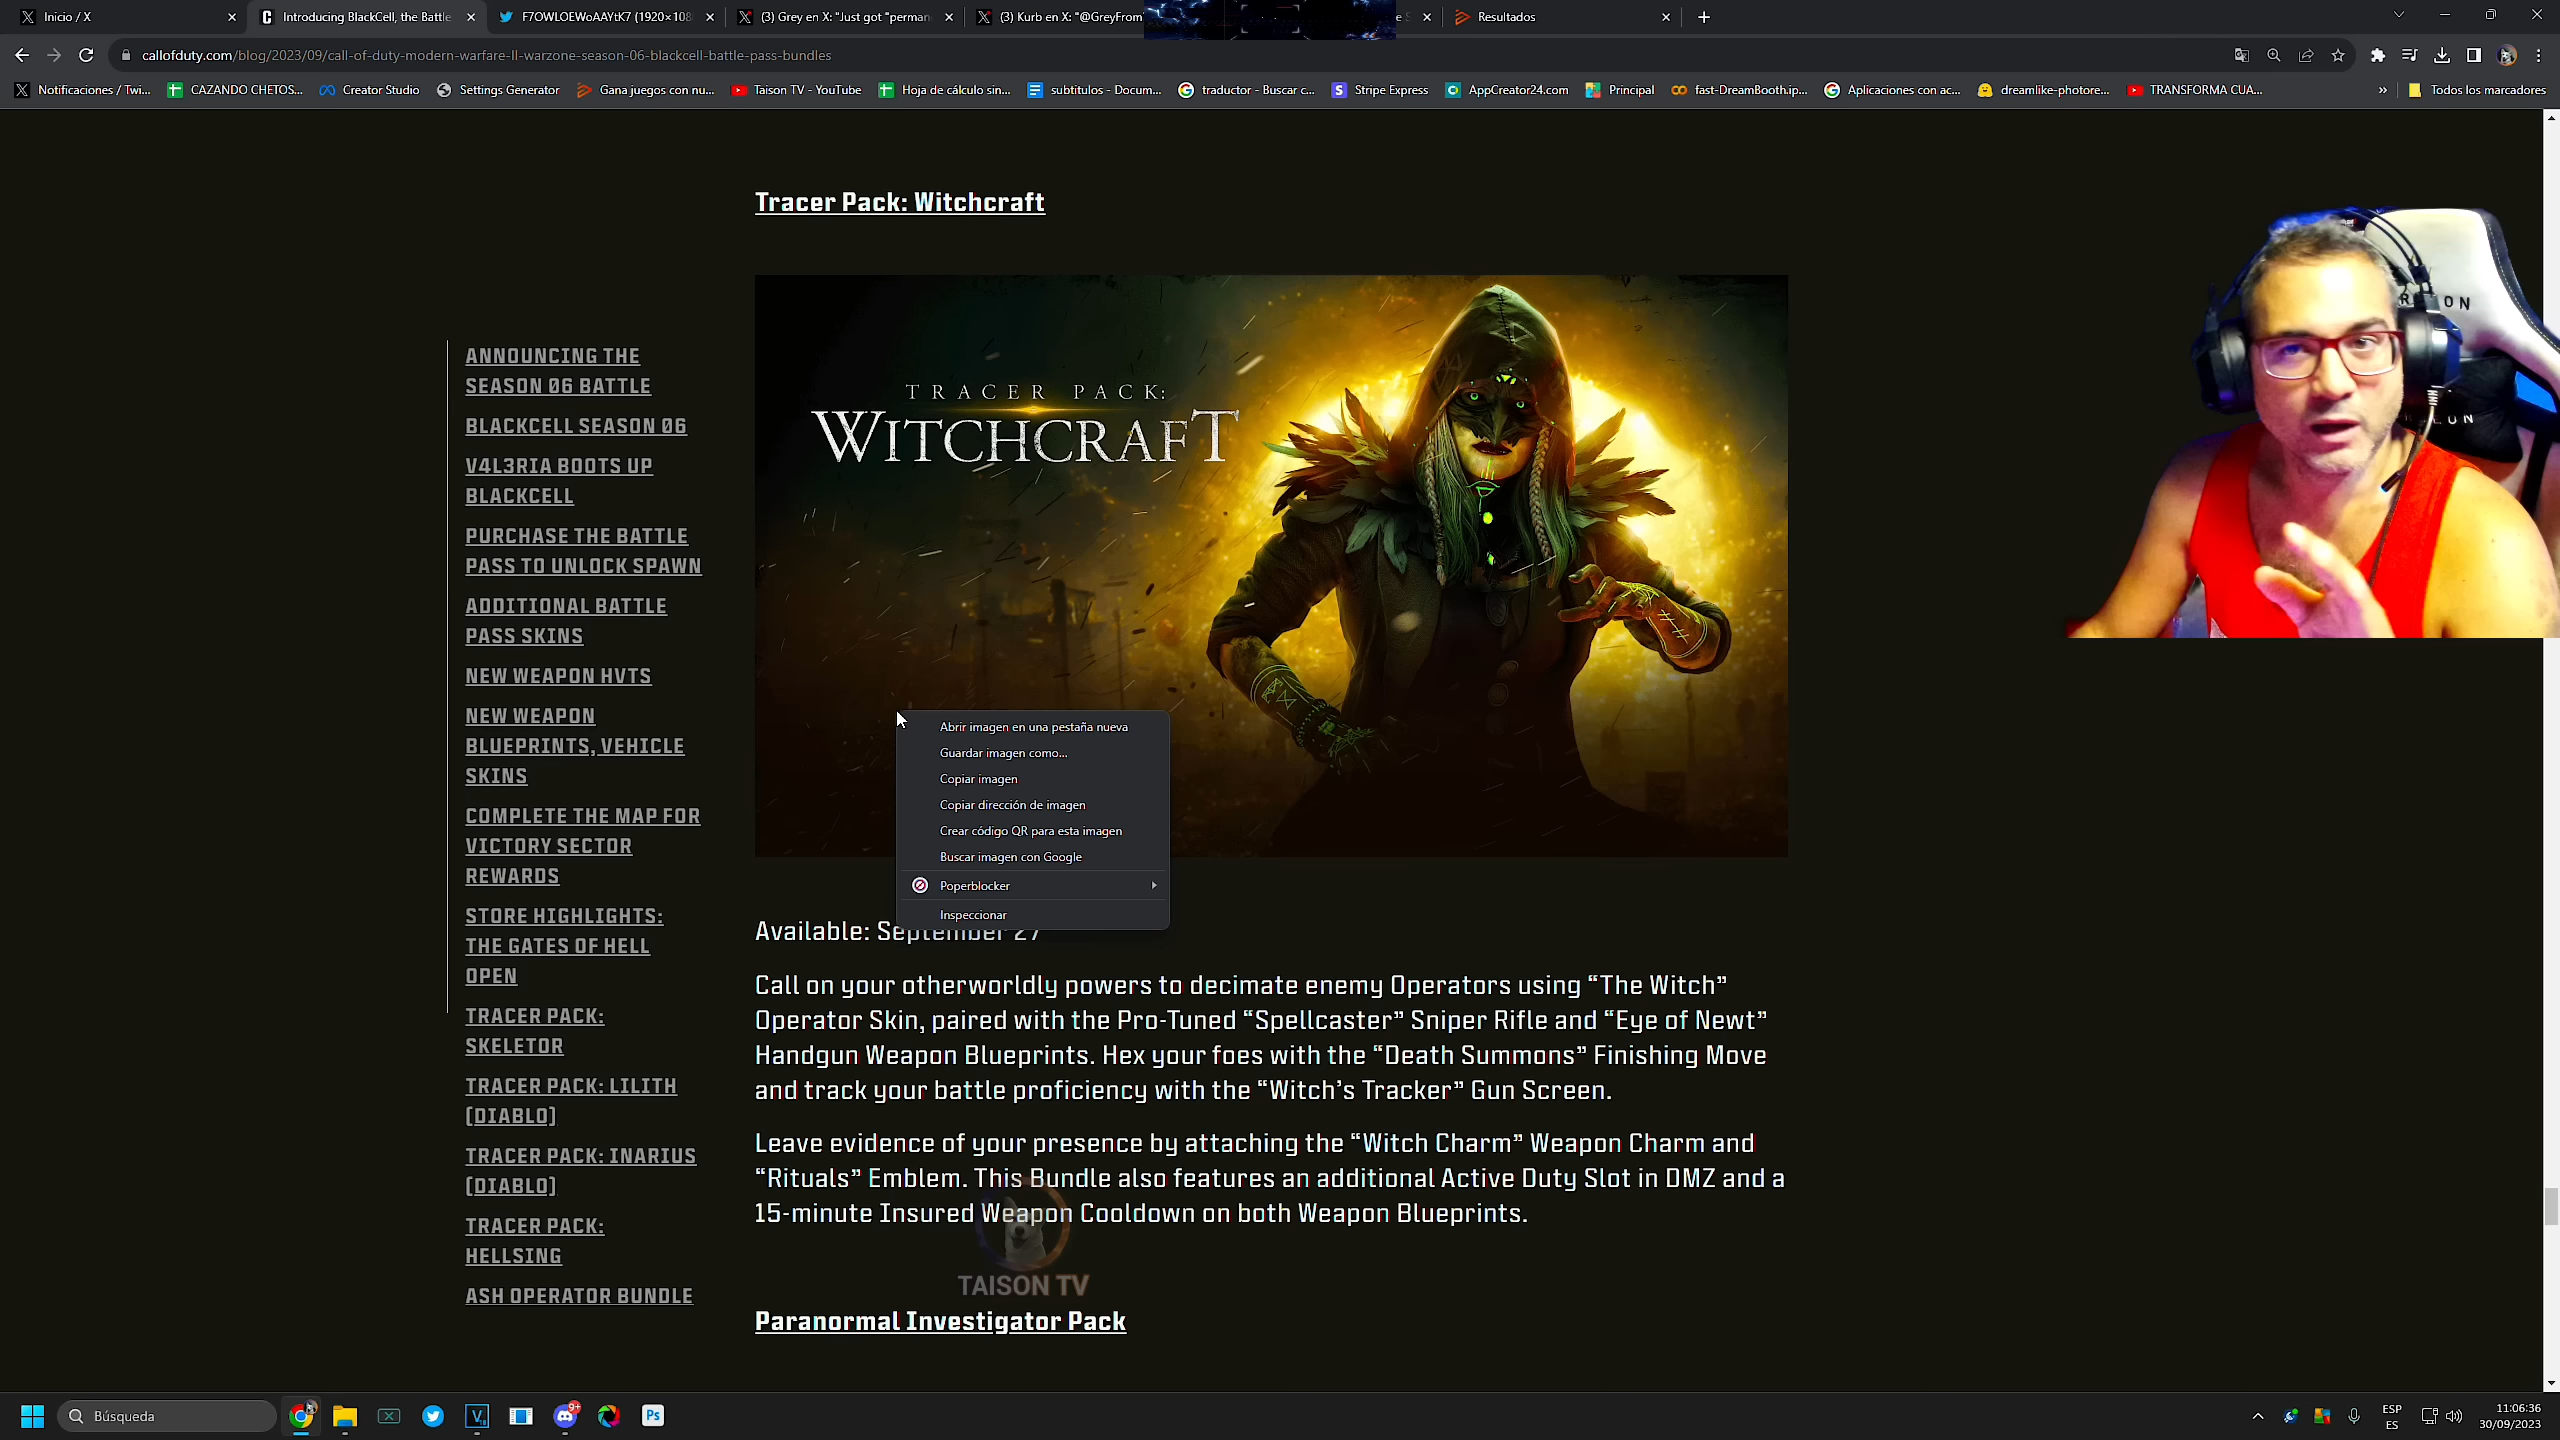 Inicio / X
Introducing BlackCell, the Battle
F7OWLOEWoAAYtK7 (1920×108
(3) Grey en X: "Just got "perman
(3) Kurb en X: "@GreyFrom
Resultados
callofduty.com/blog/2023/09/call-of-duty-modern-warfare-II-warzone-season-06-blackcell-battle-pass-bundles
Notificaciones / Twi...
CAZANDO CHETOS...
Creator Studio
Settings Generator
Gana juegos con nu...
Taison TV - YouTube
Hoja de cálculo sin...
subtitulos - Docum...
traductor - Buscar c...
Stripe Express
AppCreator24.com
Principal
fast-DreamBooth.ip...
Aplicaciones con ac...
dreamlike-photore...
TRANSFORMA CUA...
»
Todos los marcadores
ANNOUNCING THE
SEASON 06 BATTLE
BLACKCELL SEASON 06
V4L3RIA BOOTS UP
BLACKCELL
PURCHASE THE BATTLE
PASS TO UNLOCK SPAWN
ADDITIONAL BATTLE
PASS SKINS
NEW WEAPON HVTS
NEW WEAPON
BLUEPRINTS, VEHICLE
SKINS
COMPLETE THE MAP FOR
VICTORY SECTOR
REWARDS
STORE HIGHLIGHTS:
THE GATES OF HELL
OPEN
TRACER PACK:
SKELETOR
TRACER PACK: LILITH
(DIABLO)
TRACER PACK: INARIUS
(DIABLO)
TRACER PACK:
HELLSING
ASH OPERATOR BUNDLE
Tracer Pack: Witchcraft
TRACER PACK:
WITCHCRAFT
Abrir imagen en una pestaña nueva
Guardar imagen como...
Copiar imagen
Copiar dirección de imagen
Crear código QR para esta imagen
Buscar imagen con Google
Poperblocker
Inspeccionar
Available: September 27
Call on your otherworldly powers to decimate enemy Operators using “The Witch”
Operator Skin, paired with the Pro-Tuned “Spellcaster” Sniper Rifle and “Eye of Newt”
Handgun Weapon Blueprints. Hex your foes with the “Death Summons” Finishing Move
and track your battle proficiency with the “Witch’s Tracker” Gun Screen.
Leave evidence of your presence by attaching the “Witch Charm” Weapon Charm and
“Rituals” Emblem. This Bundle also features an additional Active Duty Slot in DMZ and a
15-minute Insured Weapon Cooldown on both Weapon Blueprints.
TAISON TV
Paranormal Investigator Pack
Búsqueda
9+
Ps
ESP
ES
11:06:36
30/09/2023